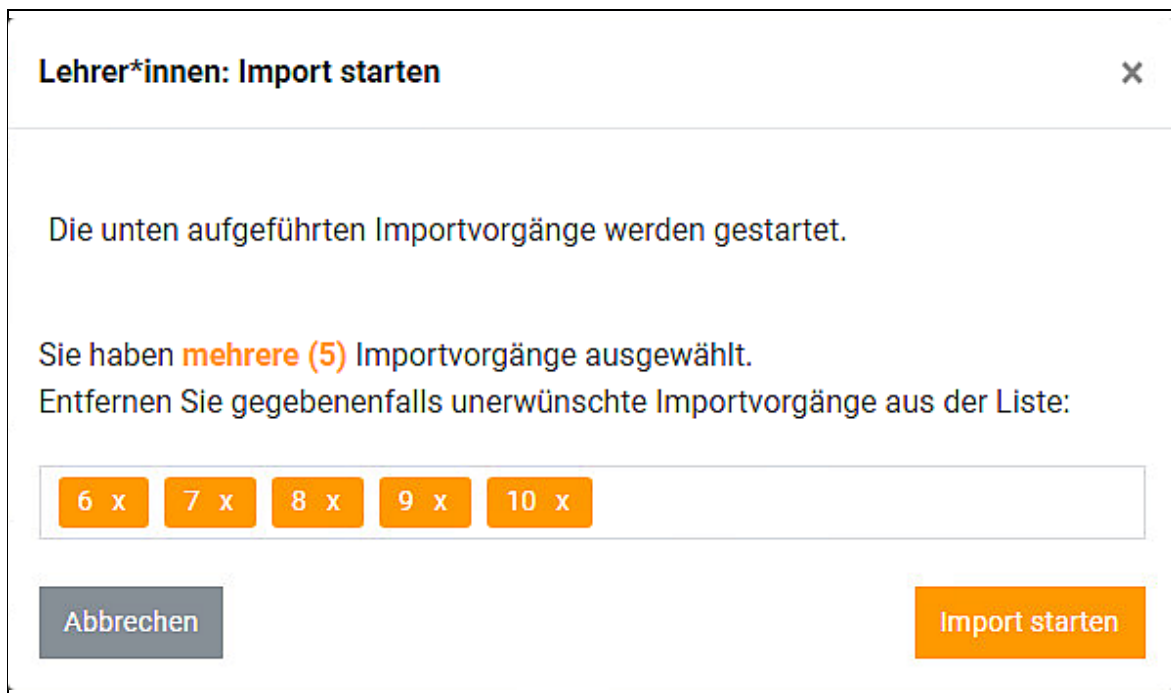 Lehrer*innen: Import starten ×
Die unten aufgeführten Importvorgänge werden gestartet.
Sie haben mehrere (5) Importvorgänge ausgewählt.
Entfernen Sie gegebenenfalls unerwünschte Importvorgänge aus der Liste:
6 x 7 x 8 x 9 x 10 x
Abbrechen Import starten